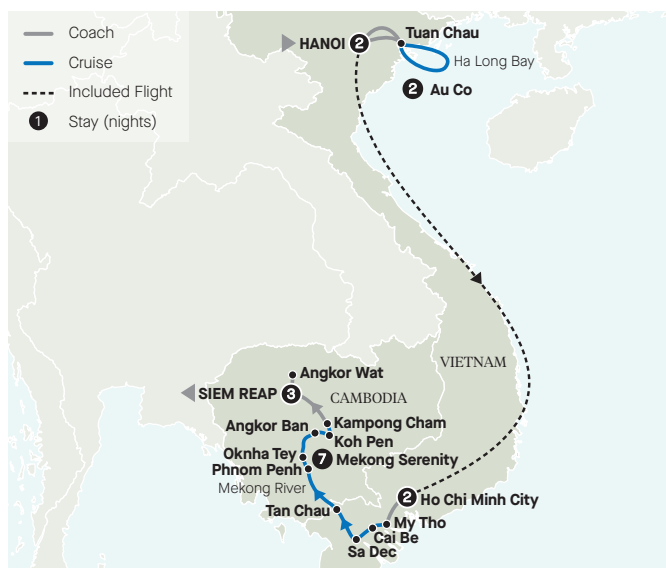 Coach
Cruise
Included Flight
1 Stay (nights)
HANOI 2
Tuan Chau
Ha Long Bay
2 Au Co
VIETNAM
Angkor Wat
SIEM REAP 3
CAMBODIA
Angkor Ban
Kampong Cham
Koh Pen
Oknha Tey
7 Mekong Serenity
Phnom Penh
Mekong River
2 Ho Chi Minh City
Tan Chau
My Tho
Cai Be
Sa Dec